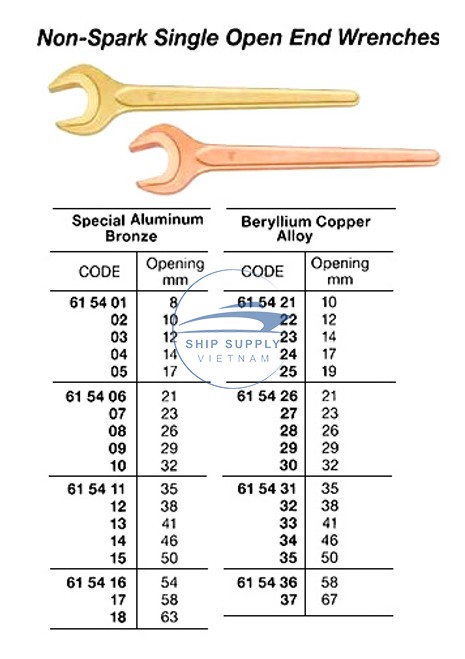 Non-Spark Single Open End Wrenches
Special Aluminum
Bronze
CODE Opening
mm
61 54 01 8
02 10
03 12
04 14
05 17
61 54 06 21
07 23
08 26
09 29
10 32
61 54 11 35
12 38
13 41
14 46
15 50
61 54 16 54
17 58
18 63
Beryllium Copper
Alloy
CODE Opening
mm
61 54 21 10
22 12
23 14
24 17
25 19
61 54 26 21
27 23
28 26
29 29
30 32
61 54 31 35
32 38
33 41
34 46
35 50
61 54 36 58
37 67
SHIP SUPPLY
VIETNAM